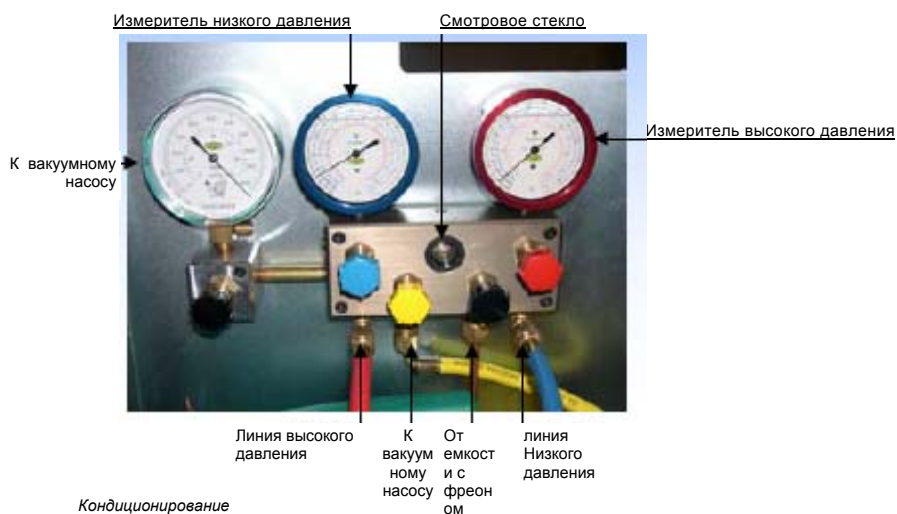 Измеритель низкого давления
Смотровое стекло
Измеритель высокого давления
К вакуумному
насосу
Линия высокого
давления
К
вакуум
ному
насосу
От
емкост
и с
фреон
ом
линия
Низкого
давления
Кондиционирование